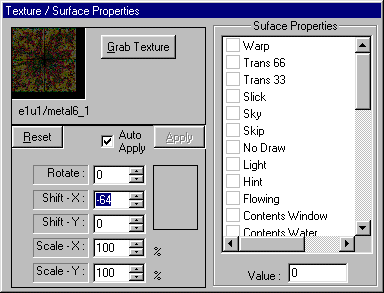 Texture / Surface Properties
Grab Texture
e1u1/metal6_1
Reset
Auto Apply
Apply
Rotate : 0
Shift - X : -64
Shift - Y : 0
Scale - X : 100 %
Scale - Y : 100 %
Suface Properties
Warp
Trans 66
Trans 33
Slick
Sky
Skip
No Draw
Light
Hint
Flowing
Contents Window
Contents Water
Value : 0